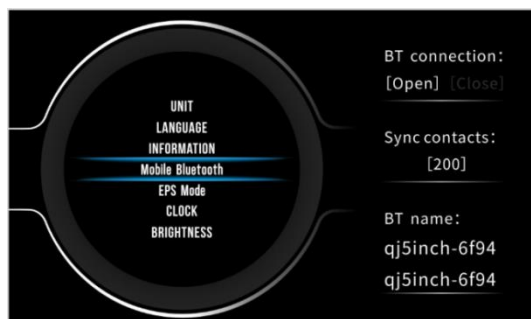 UNIT
LANGUAGE
INFORMATION
Mobile Bluetooth
EPS Mode
CLOCK
BRIGHTNESS
BT connection:
[Open] [Close]
Sync contacts:
[200]
BT name:
qj5inch-6f94
qj5inch-6f94